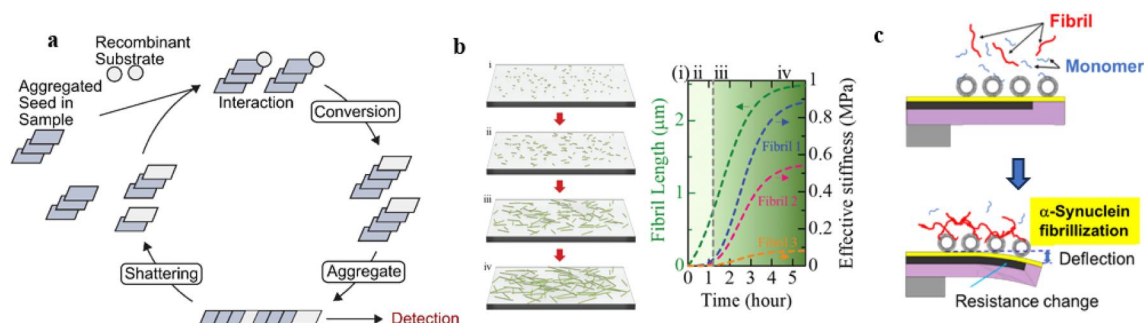 a
Recombinant
Substrate
Aggregated
Seed in
Sample
Interaction
Conversion
Aggregate
Shattering
Detection
b
i
ii
iii
iv
(i) ii iii iv
Fibril Length (μm)
2
1
0
Fibril 1
Fibril 2
Fibril 3
1
0.8
0.6
0.4
0.2
0
Effective stiffness (MPa)
0 1 2 3 4 5
Time (hour)
c
Fibril
Monomer
α-Synuclein
fibrillization
Deflection
Resistance change